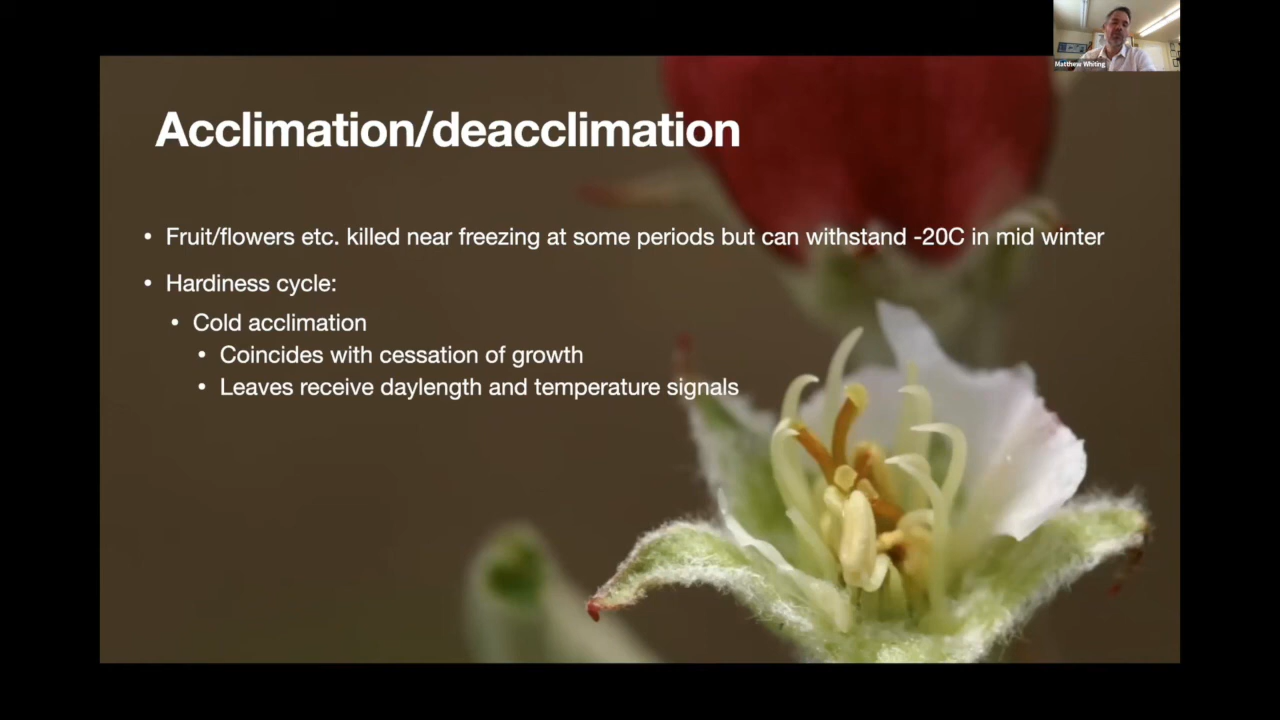 Matthew Whiting
Acclimation/deacclimation
• Fruit/flowers etc. killed near freezing at some periods but can withstand -20C in mid winter
• Hardiness cycle:
• Cold acclimation
• Coincides with cessation of growth
• Leaves receive daylength and temperature signals